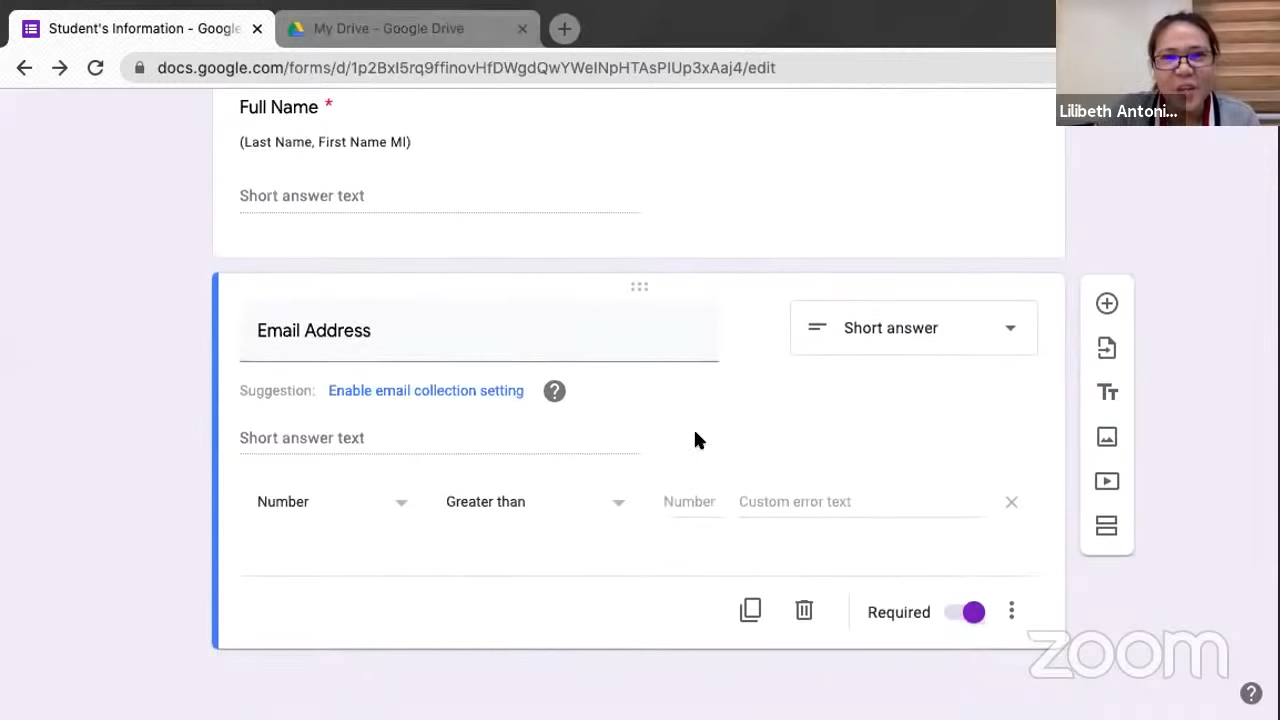 Student's Information - Google
My Drive - Google Drive
docs.google.com/forms/d/1p2BxI5rq9ffinovHfDWgdQwYWeINpHTAsPIUp3xAaj4/edit
Lilibeth Antoni...
Full Name *
(Last Name, First Name MI)
Short answer text
Email Address
Short answer
Suggestion: Enable email collection setting ?
Short answer text
Number Greater than Number Custom error text
Required
zoom